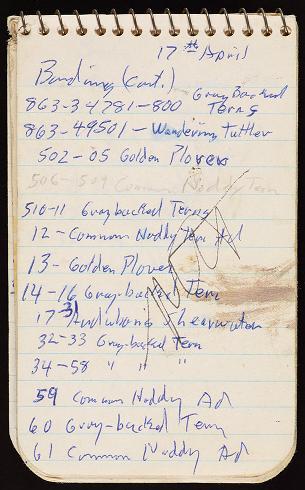 17th April
Banding (cont.)
863-34781-800 Gray Backed Terns
863-49501 - Wandering Tattler
502-05 Golden Plovers
506-509 Common Noddy Tern
510-11 Gray backed Terns
12 - Common Noddy Tern Ad
13 - Golden Plover
14-16 Gray-backed Tern
17-31 Shearwater
32-33 Gray-backed Tern
34-58 " " "
59 Common Noddy Ad
60 Gray-backed Tern
61 Common Noddy Ad